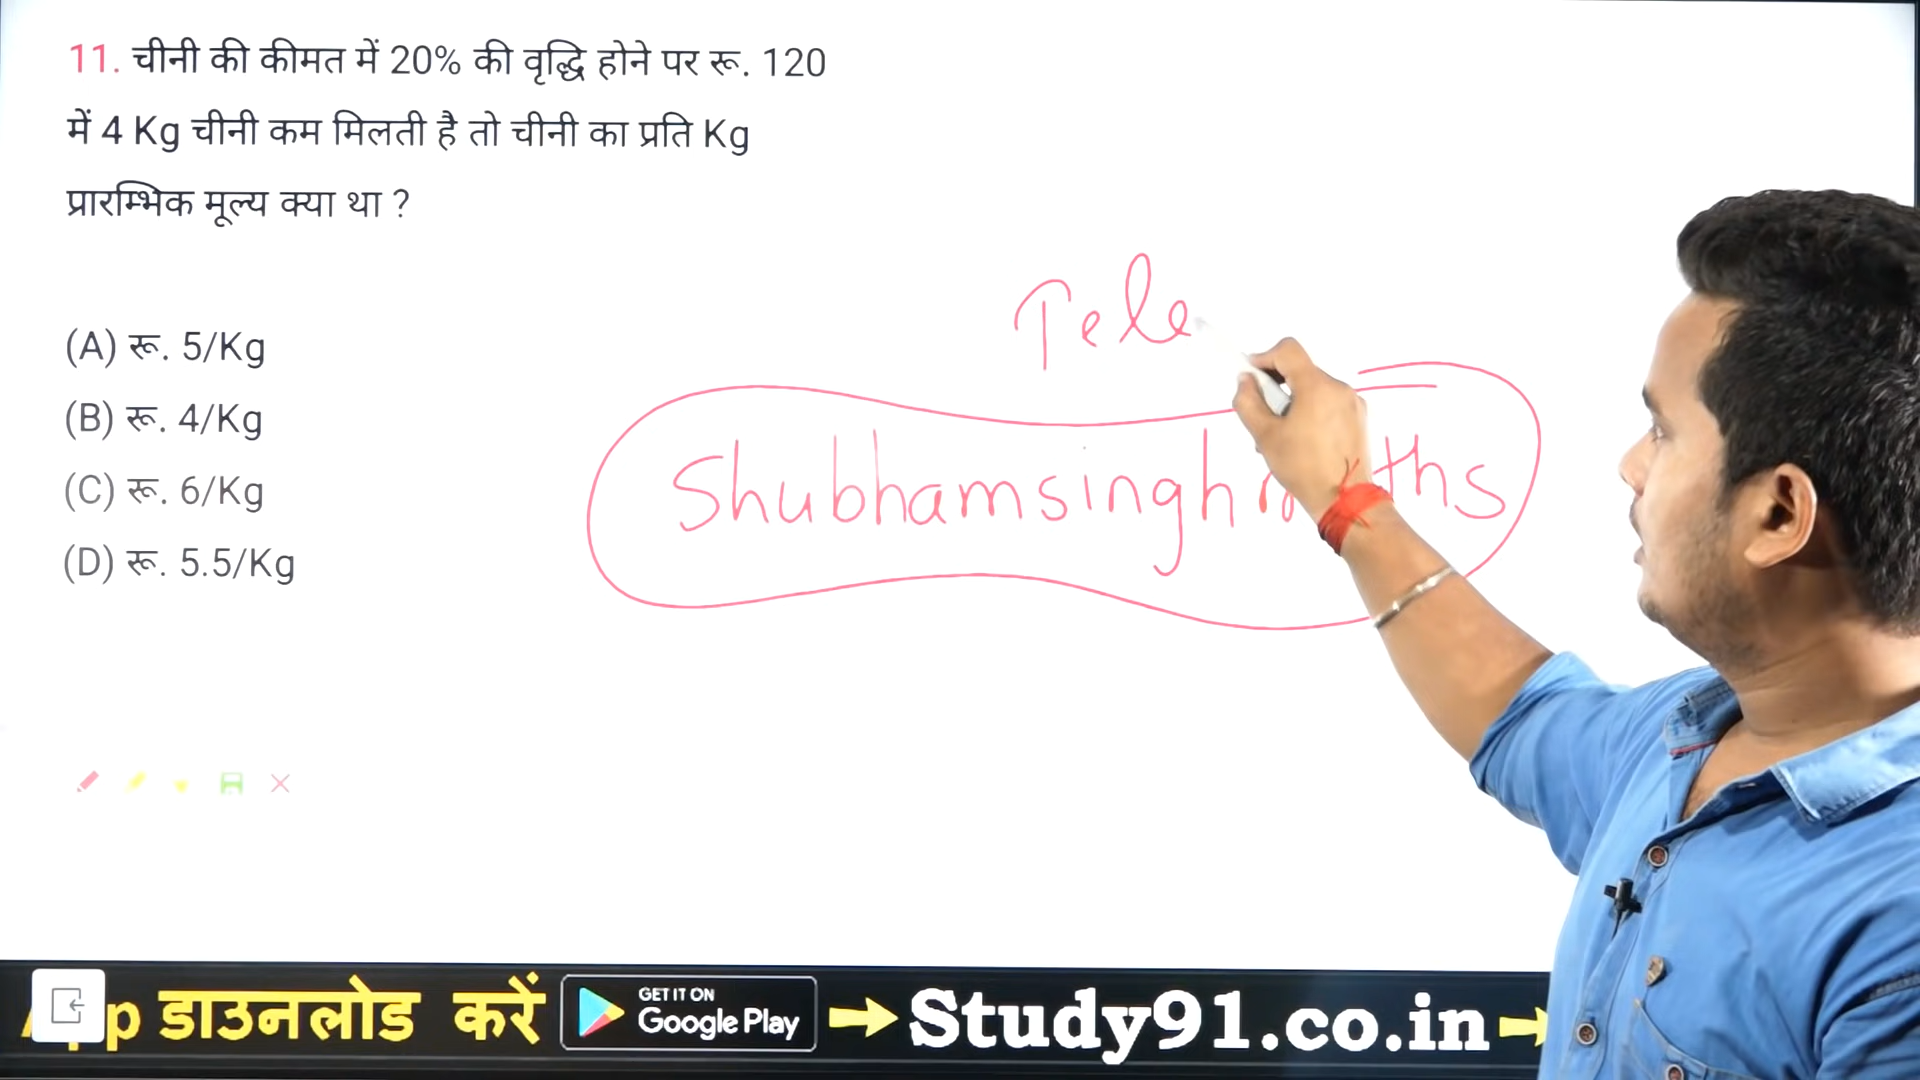 11. चीनी की कीमत में 20% की वृद्धि होने पर रू. 120
में 4 Kg चीनी कम मिलती है तो चीनी का प्रति Kg
प्रारम्भिक मूल्य क्या था ?
(A) रू. 5/Kg
(B) रू. 4/Kg
(C) रू. 6/Kg
(D) रू. 5.5/Kg
Tele
Shubhamsingh
डाउनलोड करें GET IT ON Google Play Study91.co.in